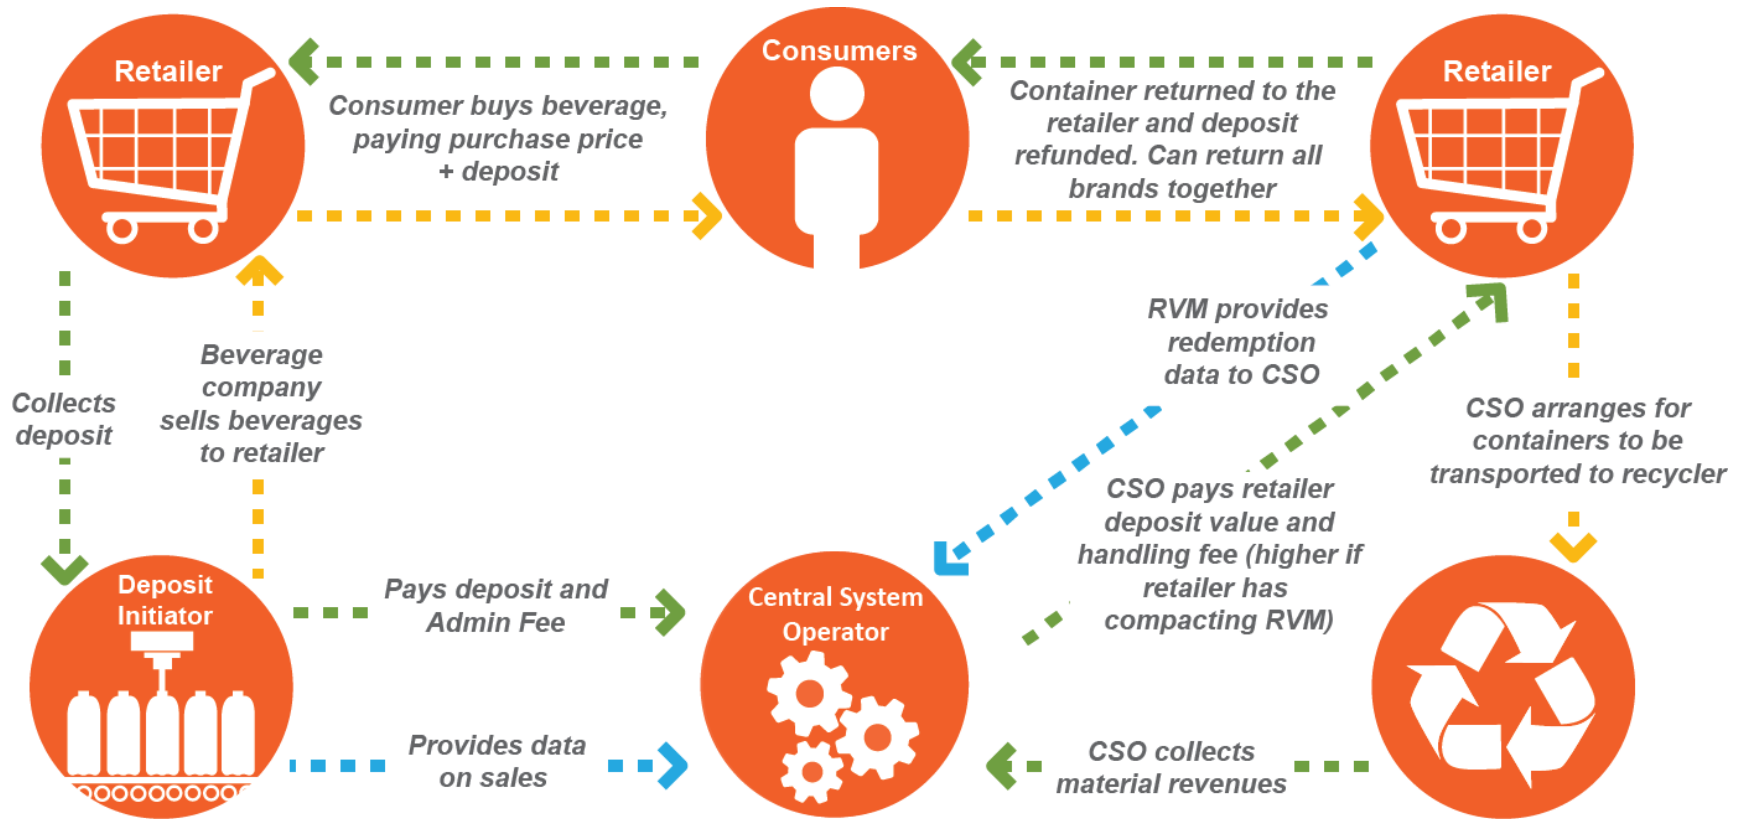 Retailer
Consumer buys beverage,
paying purchase price
+ deposit
Consumers
Container returned to the
retailer and deposit
refunded. Can return all
brands together
Retailer
Collects
deposit
Beverage
company
sells beverages
to retailer
RVM provides
redemption
data to CSO
CSO pays retailer
deposit value and
handling fee (higher if
retailer has
compacting RVM)
CSO arranges for
containers to be
transported to recycler
Deposit
Initiator
Pays deposit and
Admin Fee
Provides data
on sales
Central System
Operator
CSO collects
material revenues